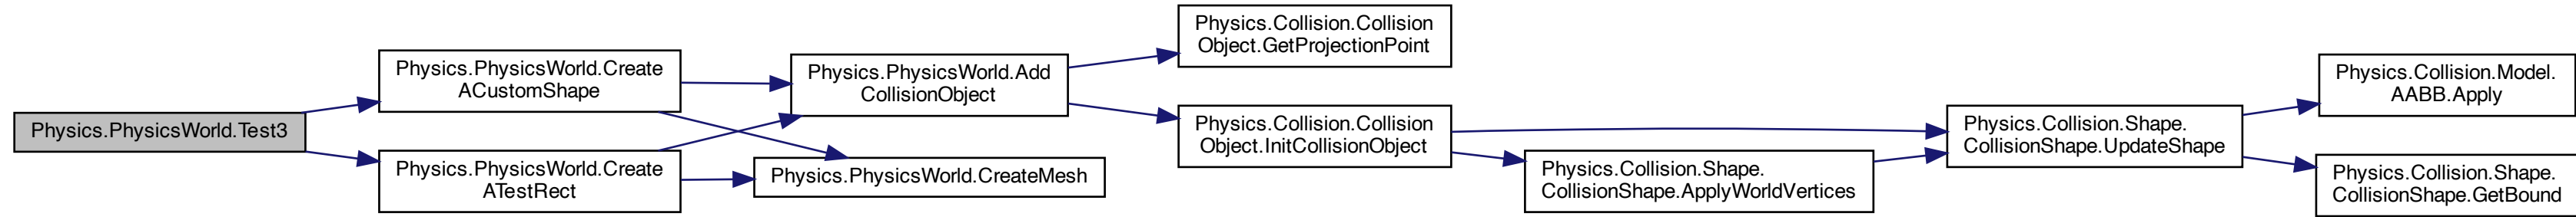 Physics.PhysicsWorld.Test3
Physics.PhysicsWorld.Create
ACustomShape
Physics.PhysicsWorld.Create
ATestRect
Physics.PhysicsWorld.Add
CollisionObject
Physics.PhysicsWorld.CreateMesh
Physics.Collision.Collision
Object.GetProjectionPoint
Physics.Collision.Collision
Object.InitCollisionObject
Physics.Collision.Shape.
CollisionShape.ApplyWorldVertices
Physics.Collision.Shape.
CollisionShape.UpdateShape
Physics.Collision.Model.
AABB.Apply
Physics.Collision.Shape.
CollisionShape.GetBound